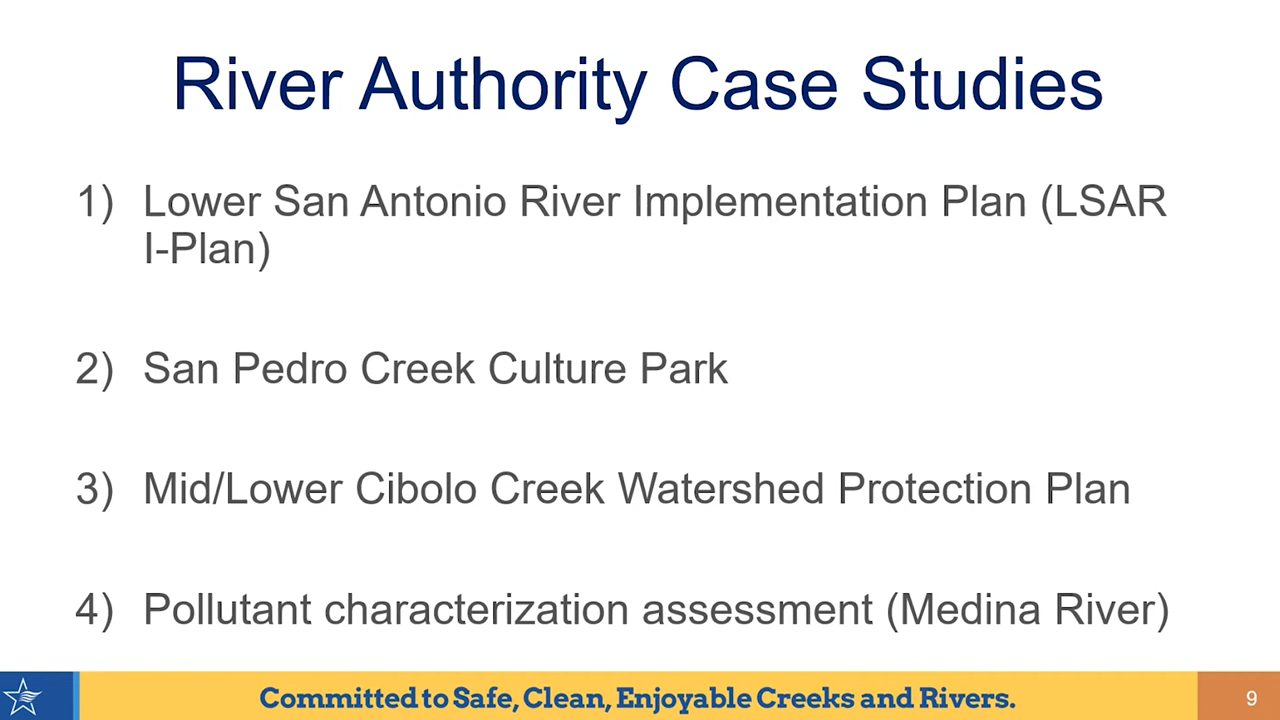 River Authority Case Studies
1) Lower San Antonio River Implementation Plan (LSAR
I-Plan)
2) San Pedro Creek Culture Park
3) Mid/Lower Cibolo Creek Watershed Protection Plan
4) Pollutant characterization assessment (Medina River)
Committed to Safe, Clean, Enjoyable Creeks and Rivers.
9